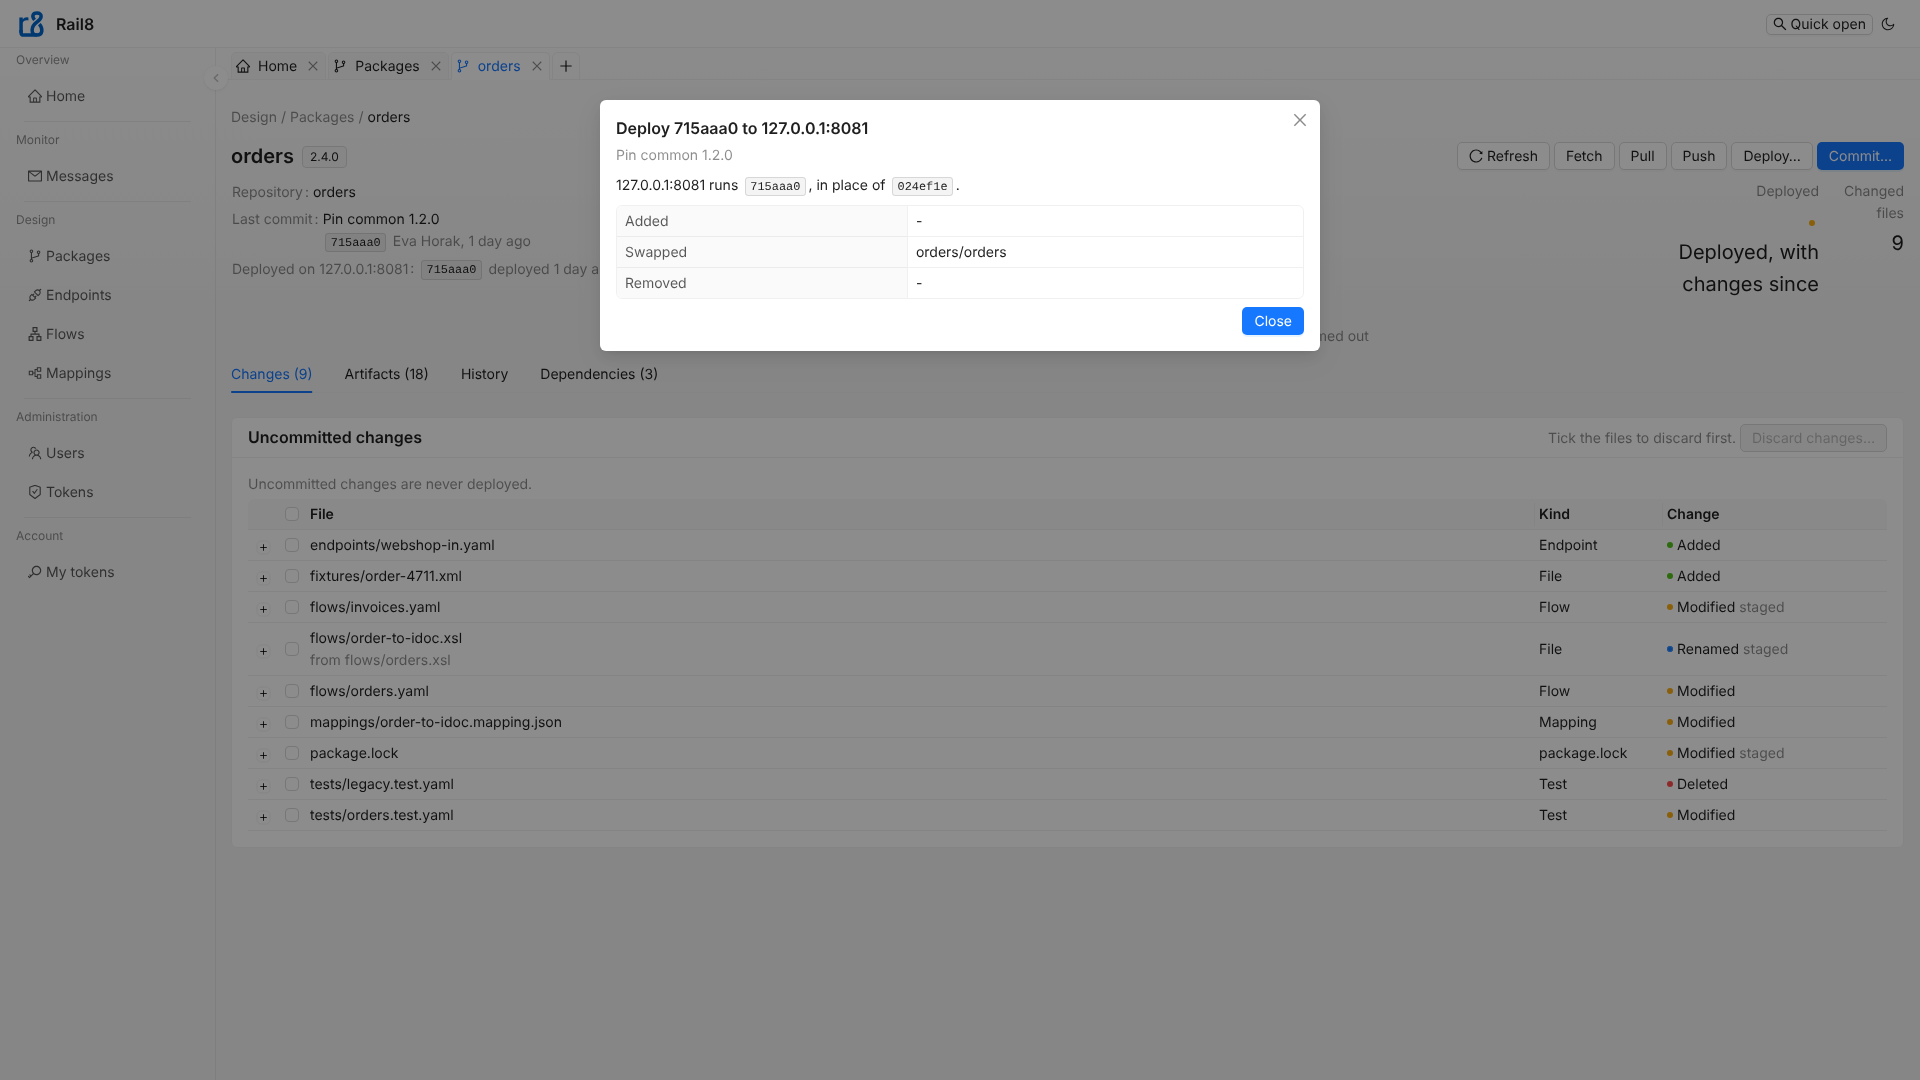 Rail8
Quick open
Overview
Home
Monitor
Messages
Design
Packages
Endpoints
Flows
Mappings
Administration
Users
Tokens
Account
My tokens
Home
Packages
orders
Design / Packages / orders
orders 2.4.0
Refresh
Fetch
Pull
Push
Deploy...
Commit...
Repository: orders
Last commit: Pin common 1.2.0
715aaa0 Eva Horak, 1 day ago
Deployed on 127.0.0.1:8081: 715aaa0 deployed 1 day a
Deployed
Deployed, with
changes since
Changed
files
9
out
Deploy 715aaa0 to 127.0.0.1:8081
Pin common 1.2.0
127.0.0.1:8081 runs 715aaa0, in place of 024ef1e.
Added -
Swapped orders/orders
Removed -
Close
Changes (9)
Artifacts (18)
History
Dependencies (3)
Uncommitted changes
Tick the files to discard first. Discard changes...
Uncommitted changes are never deployed.
File Kind Change
endpoints/webshop-in.yaml Endpoint Added
fixtures/order-4711.xml File Added
flows/invoices.yaml Flow Modified staged
flows/order-to-idoc.xsl File Renamed staged
from flows/orders.xsl
flows/orders.yaml Flow Modified
mappings/order-to-idoc.mapping.json Mapping Modified
package.lock package.lock Modified staged
tests/legacy.test.yaml Test Deleted
tests/orders.test.yaml Test Modified